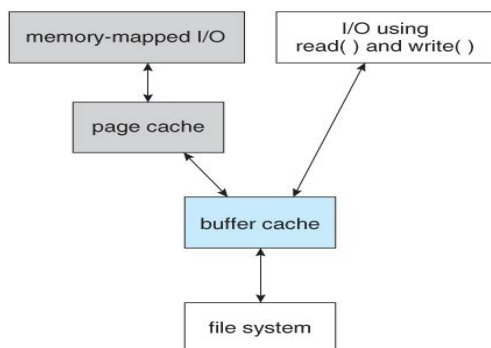 memory-mapped I/O
I/O using
read( ) and write( )
page cache
buffer cache
file system